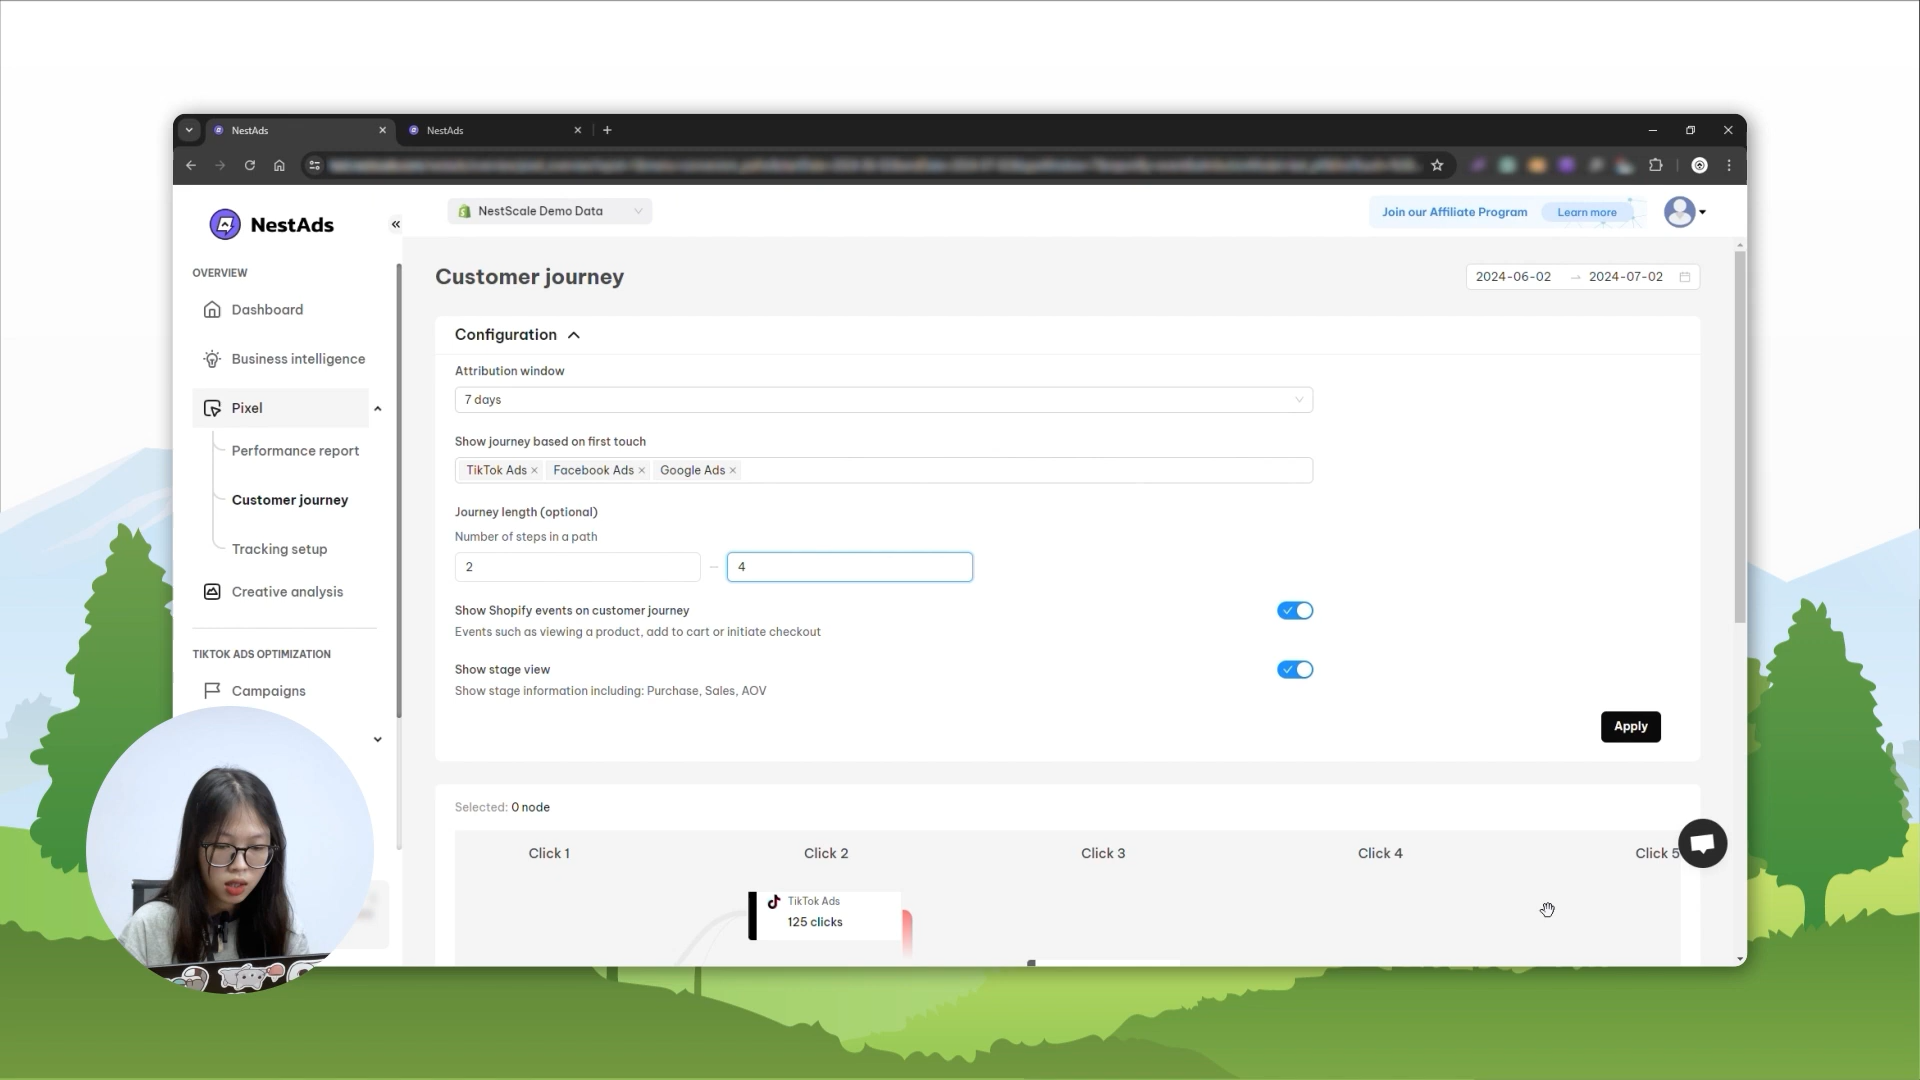 NestAds
NestAds
NestAds
NestScale Demo Data
Join our Affiliate Program
Learn more
OVERVIEW
Dashboard
Business intelligence
Pixel
Performance report
Customer journey
Tracking setup
Creative analysis
TIKTOK ADS OPTIMIZATION
Campaigns
Customer journey
2024-06-02
2024-07-02
Configuration
Attribution window
7 days
Show journey based on first touch
TikTok Ads Facebook Ads Google Ads
Journey length (optional)
Number of steps in a path
2 – 4
Show Shopify events on customer journey
Events such as viewing a product, add to cart or initiate checkout
Show stage view
Show stage information including: Purchase, Sales, AOV
Apply
Selected: 0 node
Click 1 Click 2 Click 3 Click 4 Click 5
TikTok Ads
125 clicks